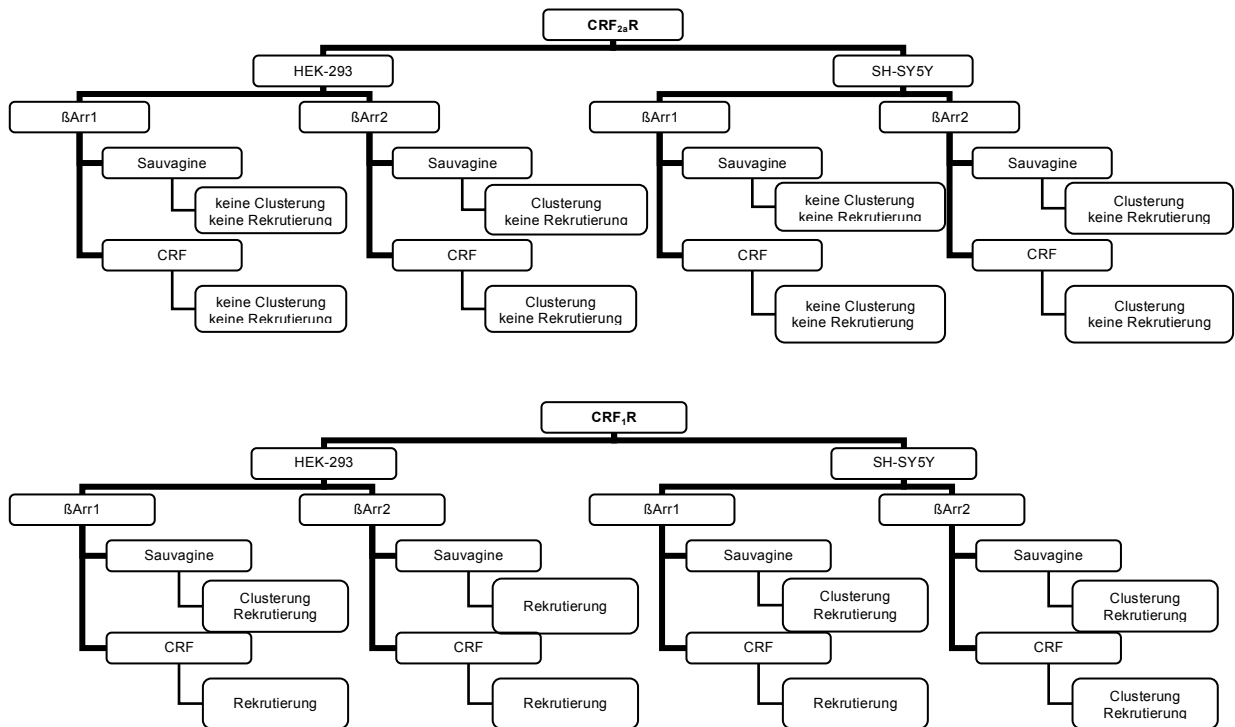 CRF2aR
HEK-293
SH-SY5Y
ßArr1
ßArr2
ßArr1
ßArr2
Sauvagine
keine Clusterung
keine Rekrutierung
CRF
keine Clusterung
keine Rekrutierung
Sauvagine
Clusterung
keine Rekrutierung
CRF
Clusterung
keine Rekrutierung
Sauvagine
keine Clusterung
keine Rekrutierung
CRF
keine Clusterung
keine Rekrutierung
Sauvagine
Clusterung
keine Rekrutierung
CRF
Clusterung
keine Rekrutierung
CRF1R
HEK-293
SH-SY5Y
ßArr1
ßArr2
ßArr1
ßArr2
Sauvagine
Clusterung
Rekrutierung
CRF
Rekrutierung
Sauvagine
Rekrutierung
CRF
Rekrutierung
Sauvagine
Clusterung
Rekrutierung
CRF
Rekrutierung
Sauvagine
Clusterung
Rekrutierung
CRF
Clusterung
Rekrutierung